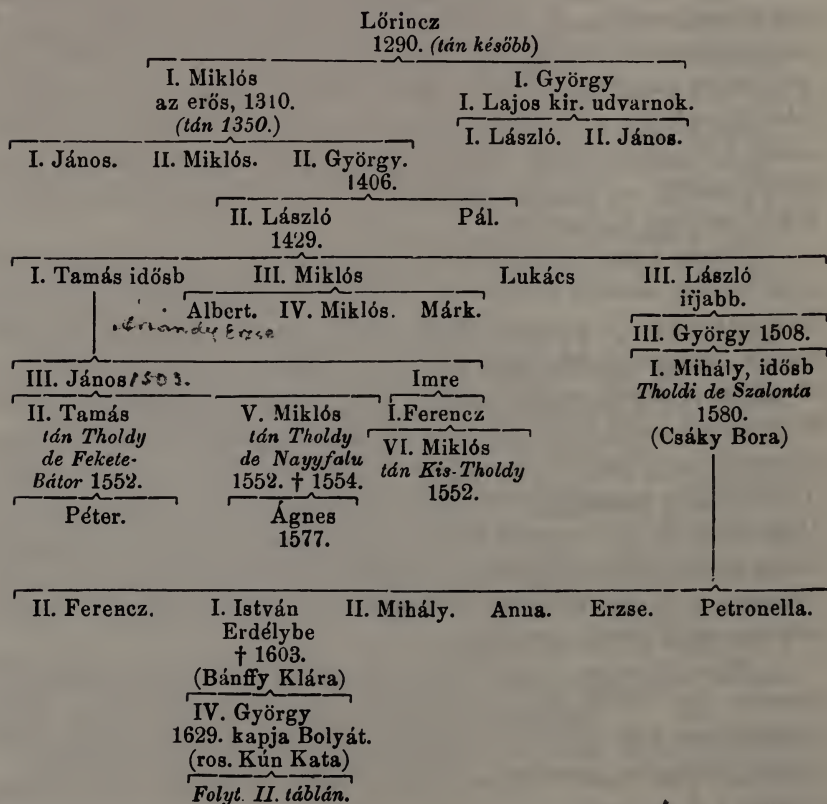 Lőrincz
1290. (tán később)
I. Miklós I. György
az erős, 1310. I. Lajos kir. udvarnok.
(tán 1350.) I. László. II. János.
I. János. II. Miklós. II. György.
1406.
II. László Pál.
1429.
I. Tamás idősb III. Miklós Lukács III. László
ifjabb.
Albert. IV. Miklós. Márk.
III. György 1508.
III. János 1503. Imre I. Mihály, idősb
Tholdi de Szalonta
II. Tamás V. Miklós I. Ferencz 1580.
tán Tholdy tán Tholdy VI. Miklós (Csáky Bora)
de Fekete- de Nayyfalu tán Kis-Tholdy
Bátor 1552. 1552. † 1554. 1552.
Péter. Ágnes
1577.
II. Ferencz. I. István II. Mihály. Anua. Erzse. Petronella.
Erdélybe
† 1603.
(Bánffy Klára)
IV. György
1629. kapja Bolyát.
(ros. Kún Kata)
Folyt. II. táblán.